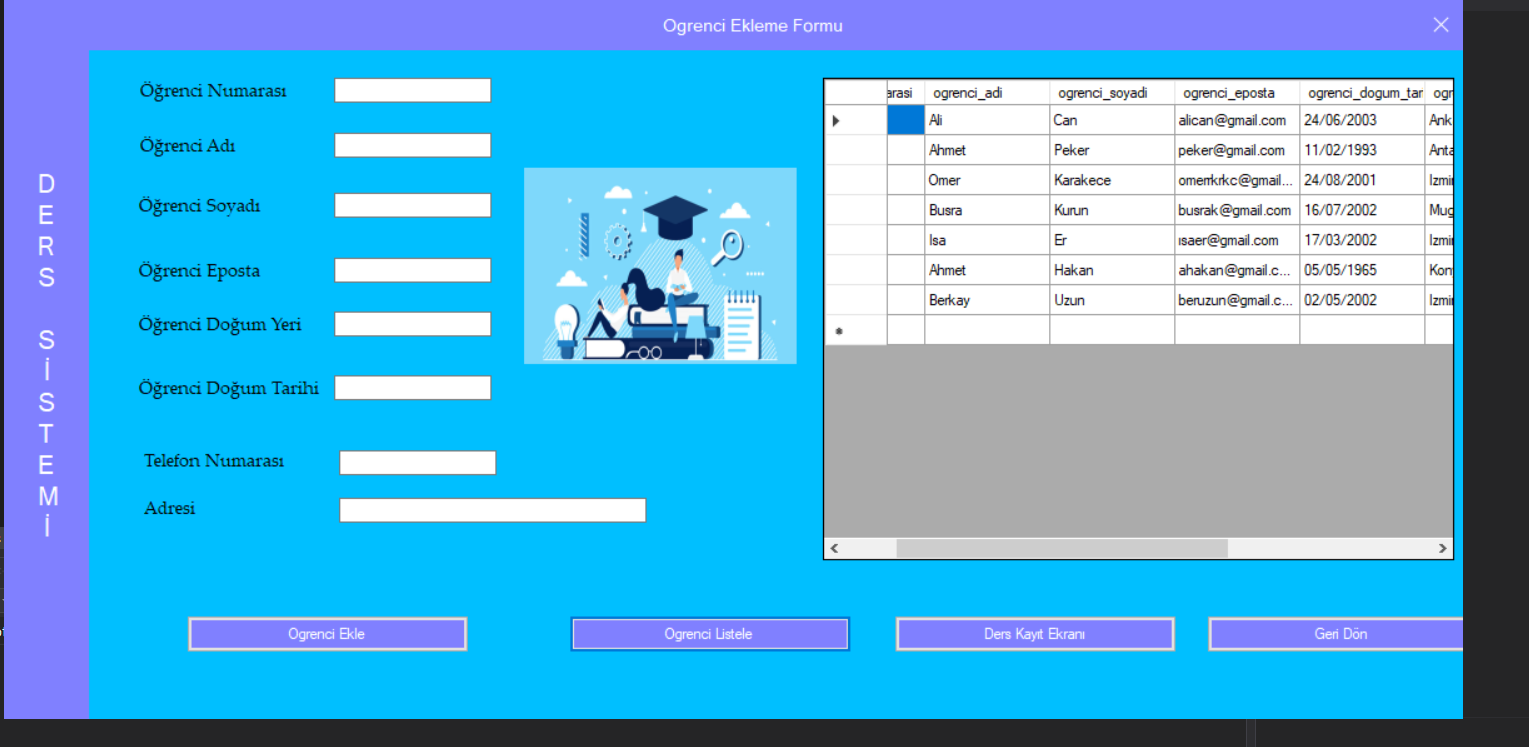 Ogrenci Ekleme Formu
DERS SİSTEMİ
Öğrenci Numarası
Öğrenci Adı
Öğrenci Soyadı
Öğrenci Eposta
Öğrenci Doğum Yeri
Öğrenci Doğum Tarihi
Telefon Numarası
Adresi
arasi ogrenci_adi ogrenci_soyadi ogrenci_eposta ogrenci_dogum_tar ogr
Ali Can alican@gmail.com 24/06/2003 Ank
Ahmet Peker peker@gmail.com 11/02/1993 Anta
Omer Karakece omerrkrkc@gmail... 24/08/2001 Izmi
Busra Kurun busrak@gmail.com 16/07/2002 Mug
Isa Er ısaer@gmail.com 17/03/2002 Izmi
Ahmet Hakan ahakan@gmail.c... 05/05/1965 Kon
Berkay Uzun beruzun@gmail.c... 02/05/2002 Izmi
Ogrenci Ekle
Ogrenci Listele
Ders Kayıt Ekranı
Geri Dön